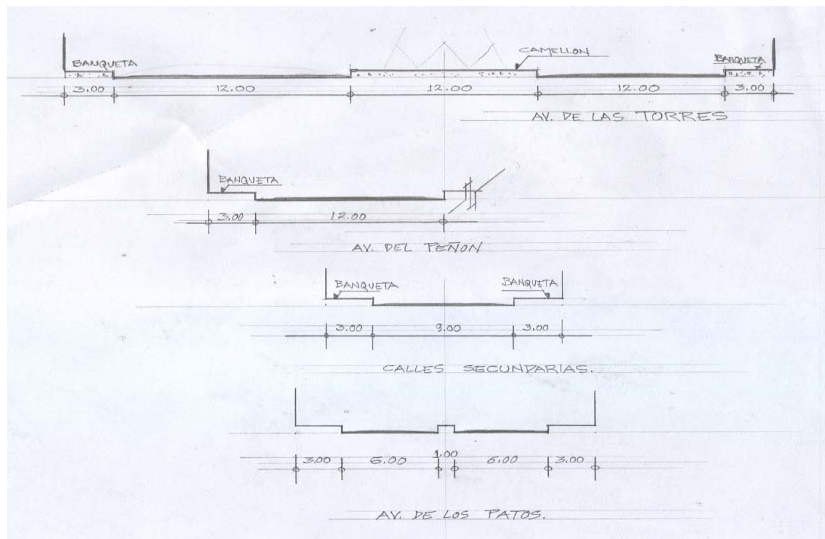 CAMELLON
BANQUETA BANQUETA
3.00 12.00 12.00 12.00 3.00
AV. DE LAS TORRES
BANQUETA
3.00 12.00
AV. DEL PEÑON
BANQUETA BANQUETA
3.00 9.00 3.00
CALLES SECUNDARIAS.
3.00 6.00 1.00 6.00 3.00
AV. DE LOS PATOS.